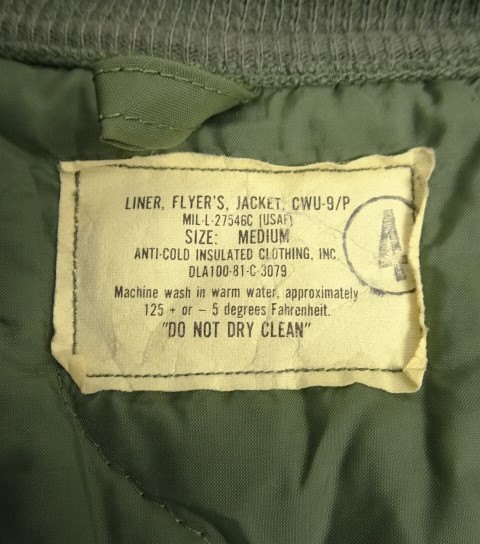 LINER, FLYER'S, JACKET, CWU-9/P
MIL-L-27546C (USAF)
SIZE: MEDIUM
ANTI-COLD INSULATED CLOTHING, INC.
DLA100-81-C-3079
Machine wash in warm water, approximately
125 + or - 5 degrees Fahrenheit.
"DO NOT DRY CLEAN"
4